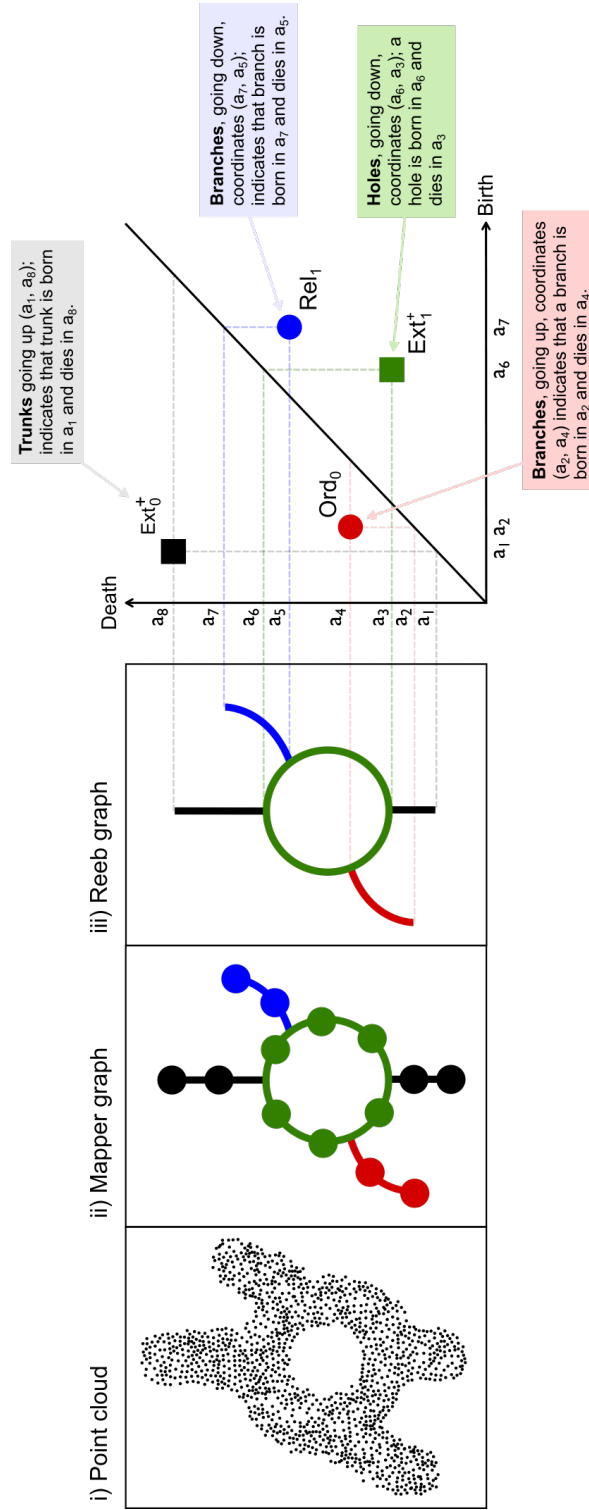 i) Point cloud
ii) Mapper graph
iii) Reeb graph
Death
a₈
a₇
a₆
a₅
a₄
a₃
a₂
a₁
a₁ a₂
a₆
a₇
Birth
Ext₀⁺
Ord₀
Rel₁
Ext₁⁺
Trunks going up (a₁, a₈);
indicates that trunk is born
in a₁ and dies in a₈.
Branches, going down,
coordinates (a₇, a₅);
indicates that branch is
born in a₇ and dies in a₅.
Holes, going down,
coordinates (a₆, a₃); a
hole is born in a₆ and
dies in a₃
Branches, going up, coordinates
(a₂, a₄) indicates that a branch is
born in a₂ and dies in a₄.